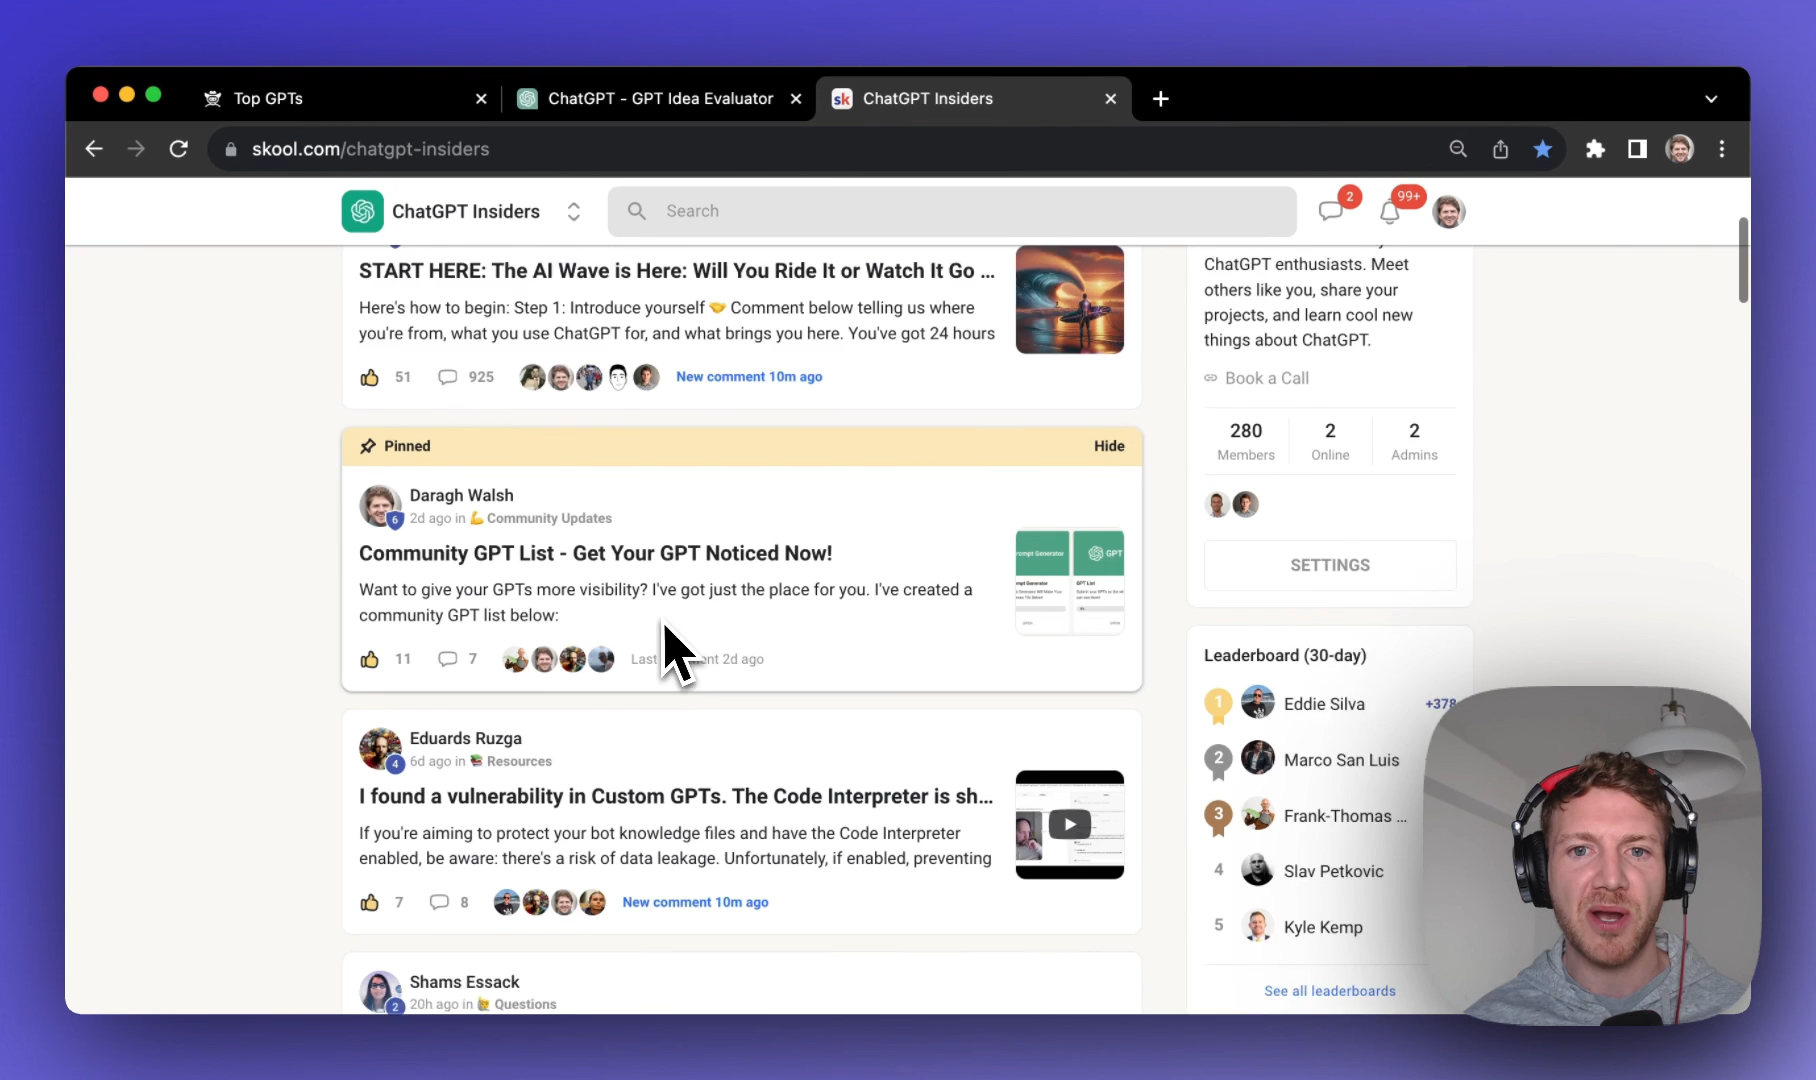 Top GPTs
ChatGPT - GPT Idea Evaluator
sk
ChatGPT Insiders
skool.com/chatgpt-insiders
ChatGPT Insiders
Search
2
99+
START HERE: The AI Wave is Here: Will You Ride It or Watch It Go ...
Here's how to begin: Step 1: Introduce yourself 🤝 Comment below telling us where
you're from, what you use ChatGPT for, and what brings you here. You've got 24 hours
51
925
New comment 10m ago
Pinned
Hide
Daragh Walsh
6
2d ago in 💪 Community Updates
Community GPT List - Get Your GPT Noticed Now!
Want to give your GPTs more visibility? I've got just the place for you. I've created a
community GPT list below:
11
7
2d ago
Prompt Generator
GPT
GPT List
Eduards Ruzga
4
6d ago in 📚 Resources
I found a vulnerability in Custom GPTs. The Code Interpreter is sh...
If you're aiming to protect your bot knowledge files and have the Code Interpreter
enabled, be aware: there's a risk of data leakage. Unfortunately, if enabled, preventing
7
8
New comment 10m ago
Shams Essack
2
20h ago in 🙋 Questions
ChatGPT enthusiasts. Meet
others like you, share your
projects, and learn cool new
things about ChatGPT.
Book a Call
280
Members
2
Online
2
Admins
SETTINGS
Leaderboard (30-day)
1
Eddie Silva
+378
2
Marco San Luis
3
Frank-Thomas ...
4
Slav Petkovic
5
Kyle Kemp
See all leaderboards